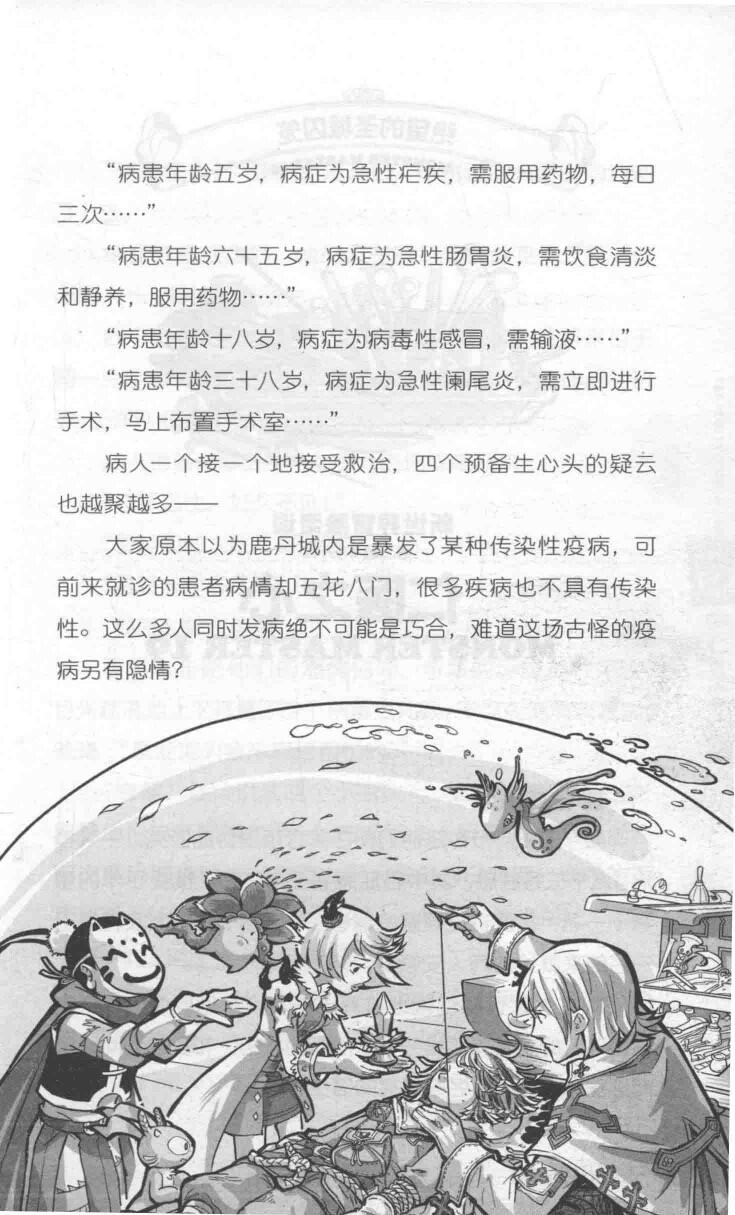 “病患年龄五岁，病症为急性疟疾，需服用药物，每日
三次……”
“病患年龄六十五岁，病症为急性肠胃炎，需饮食清淡
和静养，服用药物……”
“病患年龄十八岁，病症为病毒性感冒，需输液……”
“病患年龄三十八岁，病症为急性阑尾炎，需立即进行
手术，马上布置手术室……”
病人一个接一个地接受救治，四个预备生心头的疑云
也越聚越多——
大家原本以为鹿丹城内是暴发了某种传染性疫病，可
前来就诊的患者病情却五花八门，很多疾病也不具有传染
性。这么多人同时发病绝不可能是巧合，难道这场古怪的疫
病另有隐情？